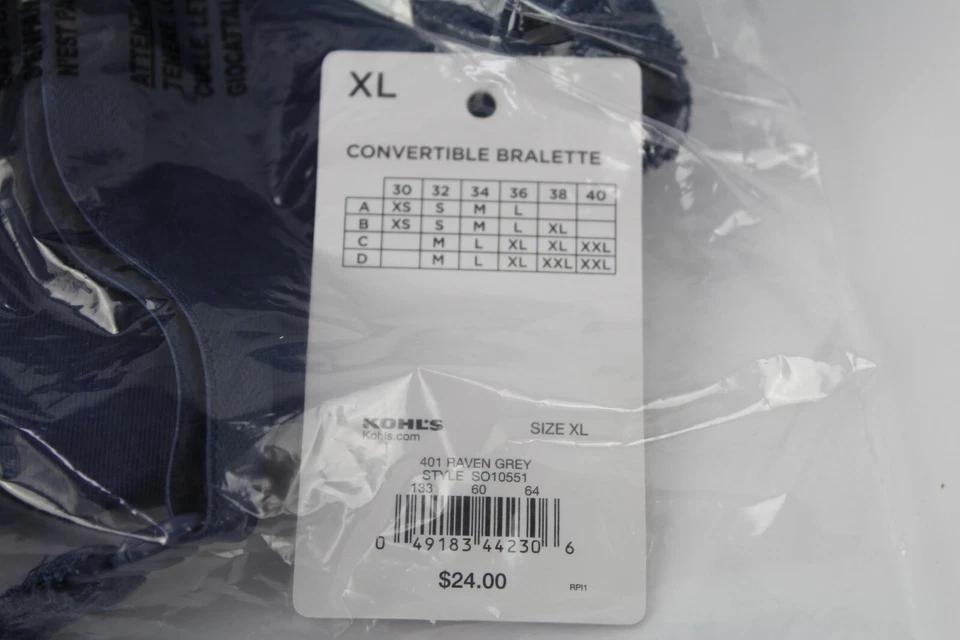 ATTEN
XL
CONVERTIBLE BRALETTE
30 32 34 36 38 40
A XS S M L
B XS S M L XL
C M L XL XL XXL
D M L XL XXL XXL
KOHL'S
Kohls.com
SIZE XL
401 RAVEN GREY
STYLE SO10551
133 60 64
0 49183 44230 6
$24.00
RPI1